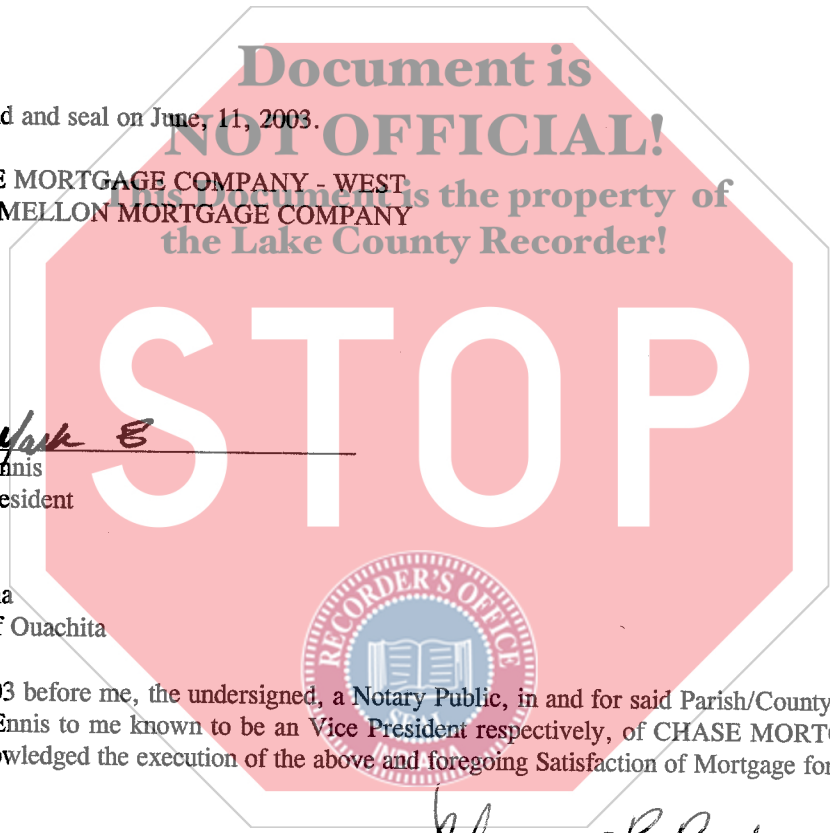 Document is
d and seal on June, 11, 2003.
NOT OFFICIAL!
E MORTGAGE COMPANY - WEST
This Document is the property of
MELLON MORTGAGE COMPANY
the Lake County Recorder!
STOP
Mark E
nnis
esident
a
f Ouachita
RECORDER'S OFFICE
03 before me, the undersigned, a Notary Public, in and for said Parish/County
Ennis to me known to be an Vice President respectively, of CHASE MORT
SEAL
owledged the execution of the above and foregoing Satisfaction of Mortgage for
INDIANA